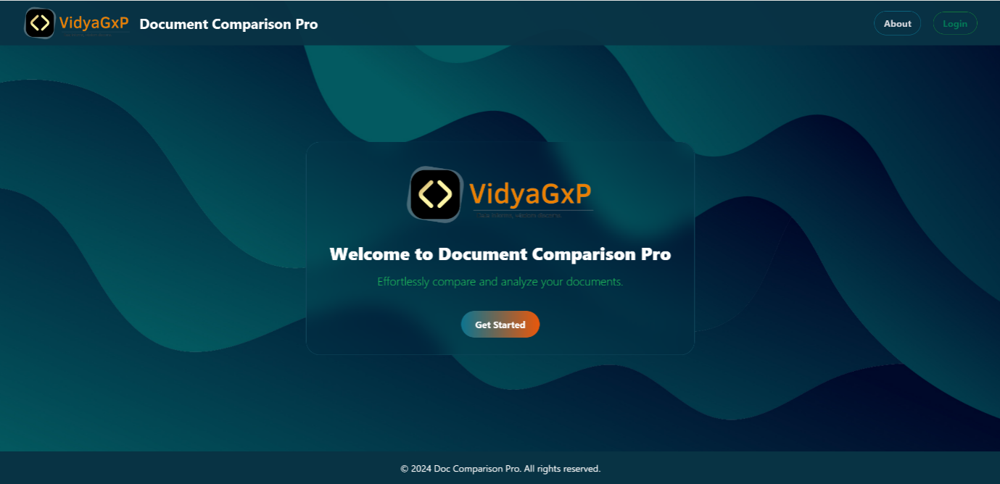 VidyaGxP Document Comparison Pro About Login
VidyaGxP
Welcome to Document Comparison Pro
Effortlessly compare and analyze your documents.
Get Started
© 2024 Doc Comparison Pro. All rights reserved.